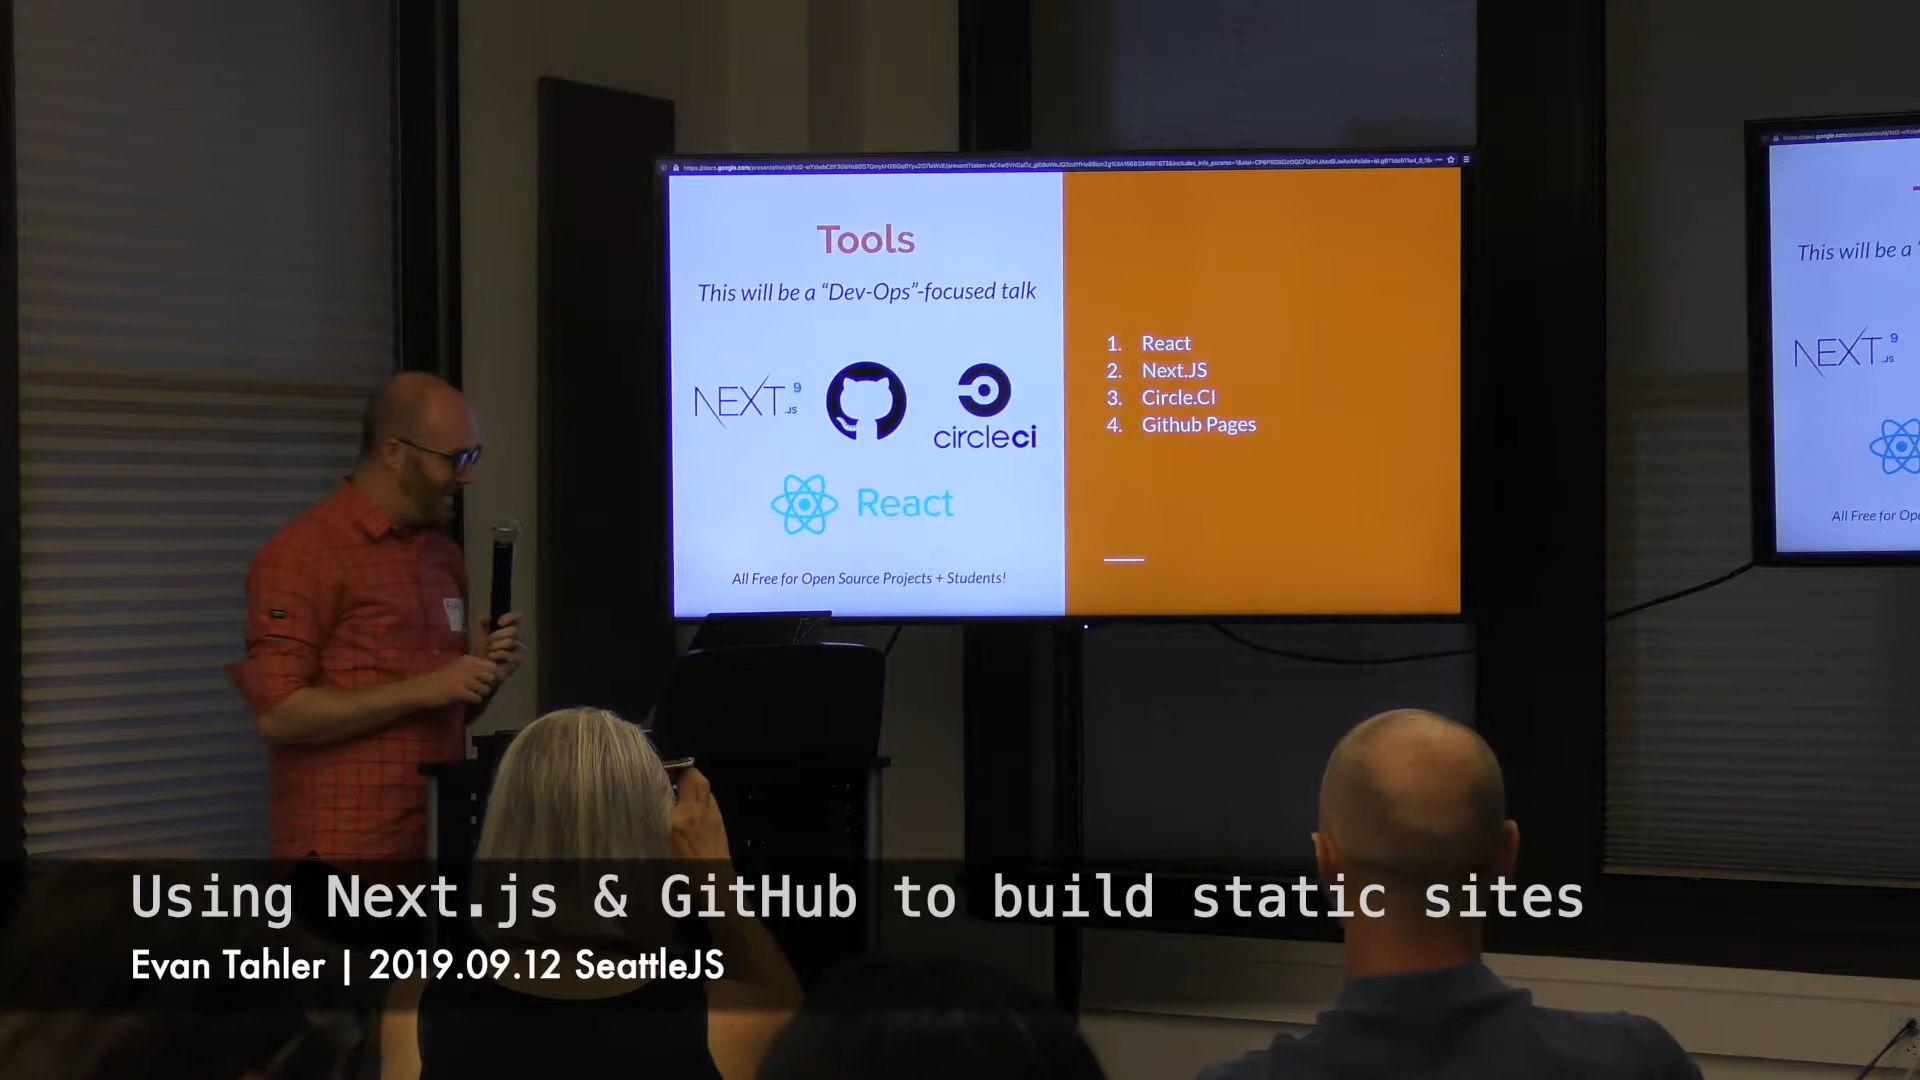 Tools
This will be a “Dev-Ops”-focused talk
NEXT.JS 9
circleci
React
All Free for Open Source Projects + Students!
1. React
2. Next.JS
3. Circle.CI
4. Github Pages
This will be a
NEXT.JS 9
All Free for Ope
Using Next.js & GitHub to build static sites
Evan Tahler | 2019.09.12 SeattleJS